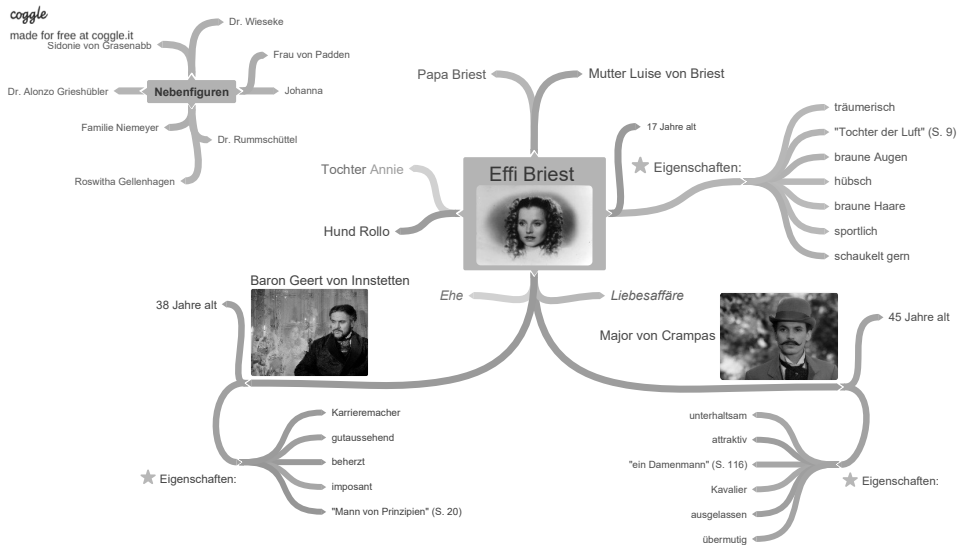 coggle
made for free at coggle.it
Dr. Wieseke
Sidonie von Grasenabb
Frau von Padden
Dr. Alonzo Grieshübler
Nebenfiguren
Johanna
Familie Niemeyer
Dr. Rummschüttel
Roswitha Gellenhagen
Papa Briest
Mutter Luise von Briest
17 Jahre alt
Eigenschaften:
träumerisch
"Tochter der Luft" (S. 9)
braune Augen
hübsch
braune Haare
sportlich
schaukelt gern
Tochter Annie
Effi Briest
Hund Rollo
Ehe
Liebesaffäre
Baron Geert von Innstetten
38 Jahre alt
Major von Crampas
45 Jahre alt
Karrieremacher
gutaussehend
beherzt
imposant
"Mann von Prinzipien" (S. 20)
Eigenschaften:
unterhaltsam
attraktiv
"ein Damenmann" (S. 116)
Kavalier
ausgelassen
übermutig
Eigenschaften: